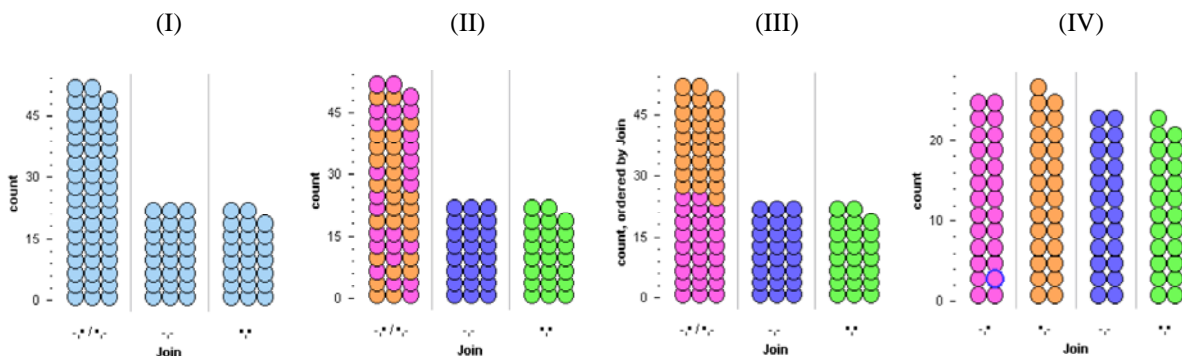 (I)
(II)
(III)
(IV)
count
45
30
15
0
-,▪ / ▪,-
-,-
▪,▪
Join
count
45
30
15
0
-,▪ / ▪,-
-,-
▪,▪
Join
count, ordered by Join
45
30
15
0
-,▪ / ▪,-
-,-
▪,▪
Join
count
20
10
0
-,▪
▪,-
-,-
▪,▪
Join